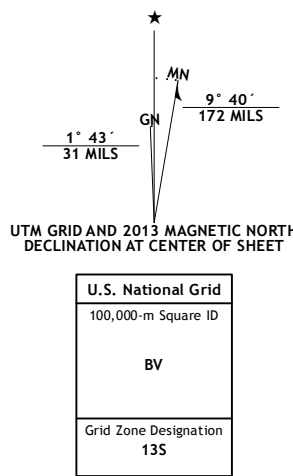 ★
MN
GN
9° 40´
172 MILS
1° 43´
31 MILS
UTM GRID AND 2013 MAGNETIC NORTH
DECLINATION AT CENTER OF SHEET
U.S. National Grid
100,000-m Square ID
BV
Grid Zone Designation
13S